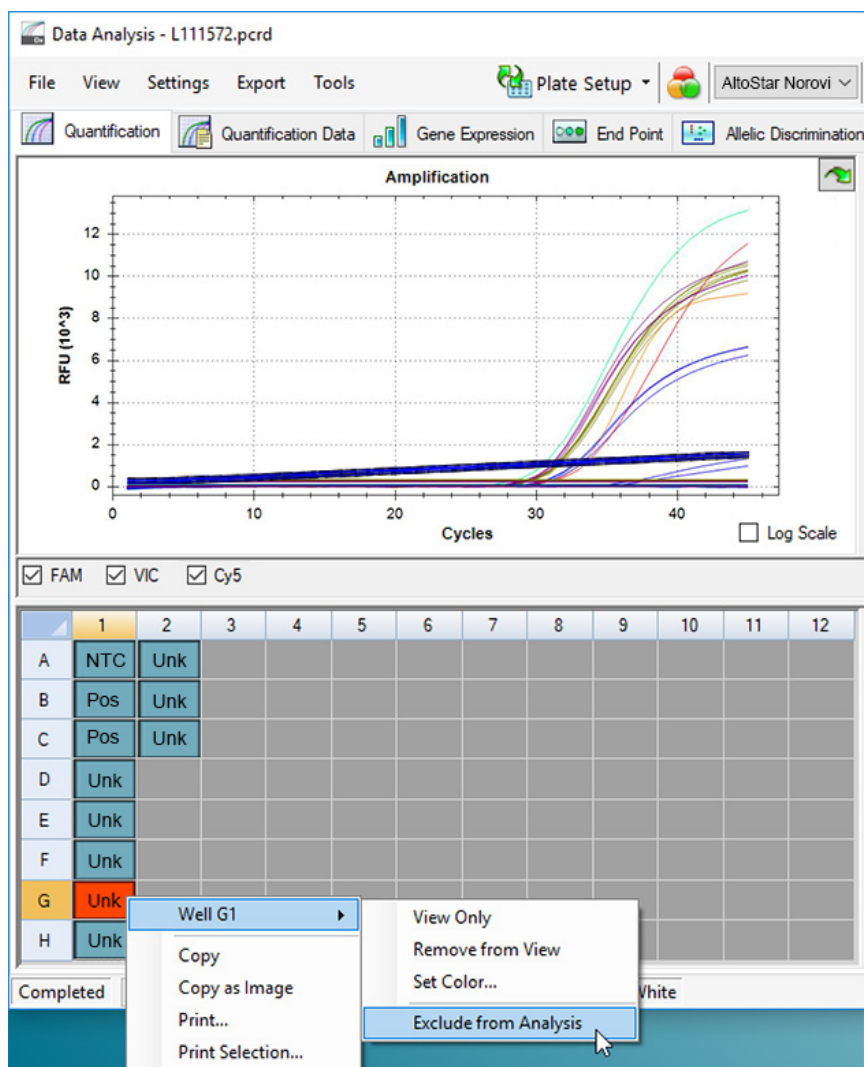 Data Analysis - L111572.pcrd
File View Settings Export Tools Plate Setup AltoStar Norovi
Quantification Quantification Data Gene Expression End Point Allelic Discrimination
Amplification
RFU (10^3)
12
10
8
6
4
2
0
0 10 20 30 40
Cycles
Log Scale
FAM VIC Cy5
1 2 3 4 5 6 7 8 9 10 11 12
A NTC Unk
B Pos Unk
C Pos Unk
D Unk
E Unk
F Unk
G Unk
H Unk
Well G1
Copy
Copy as Image
Print...
Print Selection...
View Only
Remove from View
Set Color...
Exclude from Analysis
Completed